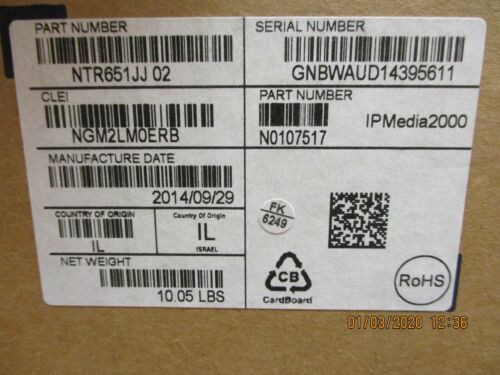 PART NUMBER
NTR651JJ 02
SERIAL NUMBER
GNBWAUD14395611
CLEI
NGM2LM0ERB
PART NUMBER
N0107517
IPMedia2000
MANUFACTURE DATE
2014/09/29
COUNTRY OF ORIGIN
IL
Country Of Origin
IL
ISRAEL
FK
6249
NET WEIGHT
10.05 LBS
CB
CardBoard
RoHS
01/03/2020 12:36